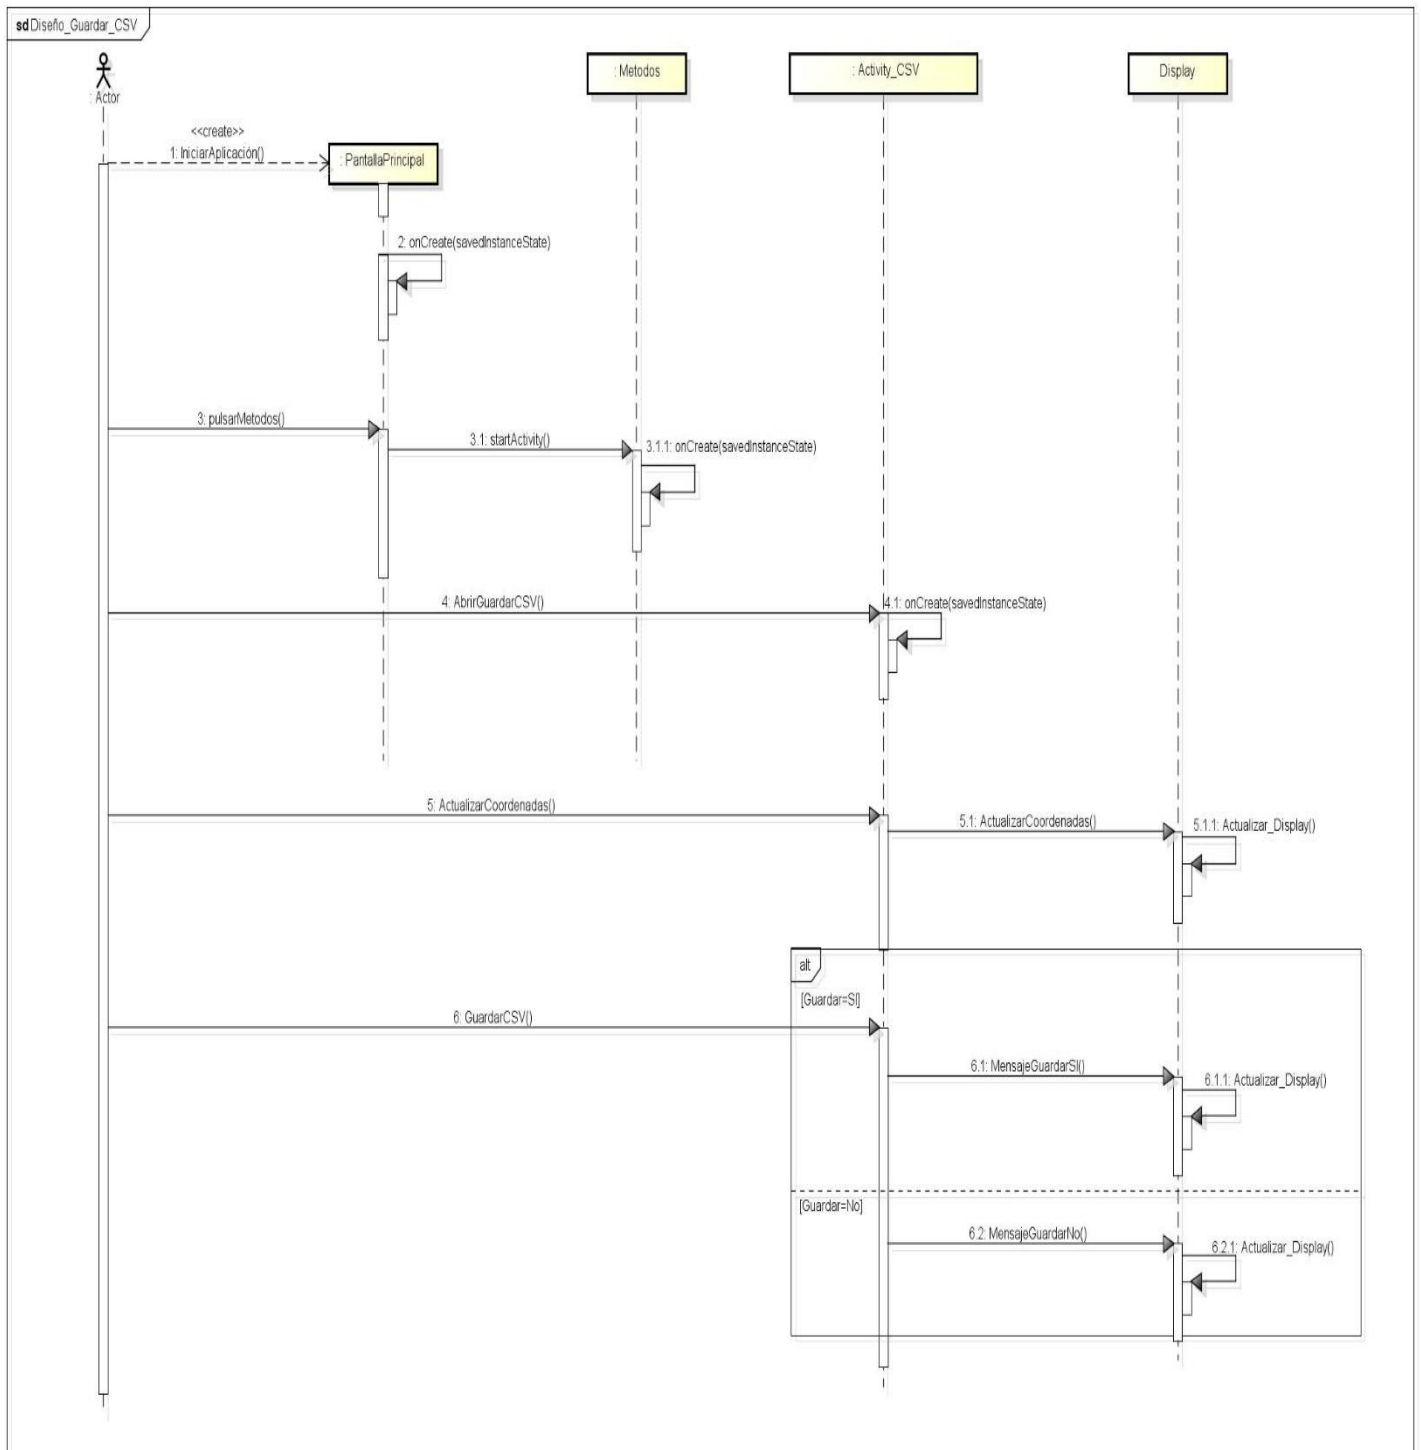 sd Diseño_Guardar_CSV
: Actor
: Metodos
: Activity_CSV
Display
<<create>>
1: IniciarAplicación()
: PantallaPrincipal
2: onCreate(savedInstanceState)
3: pulsarMetodos()
3.1: startActivity()
3.1.1: onCreate(savedInstanceState)
4: AbrirGuardarCSV()
4.1: onCreate(savedInstanceState)
5: ActualizarCoordenadas()
5.1: ActualizarCoordenadas()
5.1.1: Actualizar_Display()
alt
[Guardar=SI]
6: GuardarCSV()
6.1: MensajeGuardarSI()
6.1.1: Actualizar_Display()
[Guardar=No]
6.2: MensajeGuardarNo()
6.2.1: Actualizar_Display()